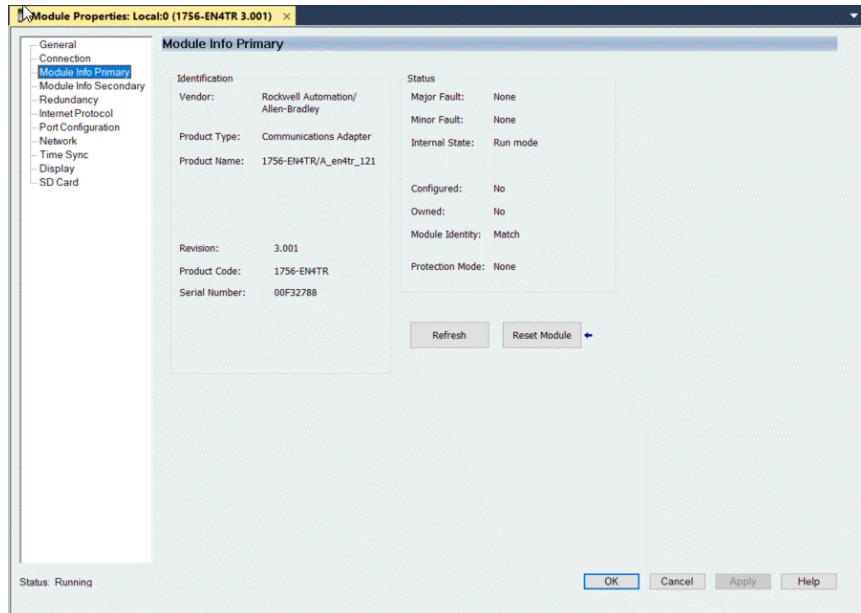 Module Properties: Local:0 (1756-EN4TR 3.001) ×
General
Connection
Module Info Primary
Module Info Secondary
Redundancy
Internet Protocol
Port Configuration
Network
Time Sync
Display
SD Card
Module Info Primary
Identification
Vendor: Rockwell Automation/
Allen-Bradley
Product Type: Communications Adapter
Product Name: 1756-EN4TR/A_en4tr_121
Revision: 3.001
Product Code: 1756-EN4TR
Serial Number: 00F32788
Status
Major Fault: None
Minor Fault: None
Internal State: Run mode
Configured: No
Owned: No
Module Identity: Match
Protection Mode: None
Refresh
Reset Module
Status: Running
OK
Cancel
Apply
Help